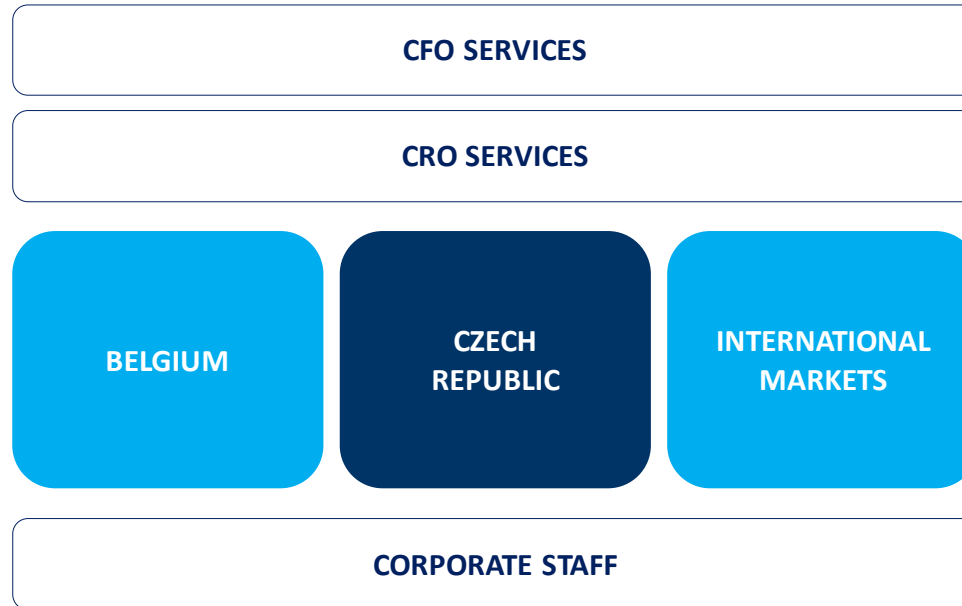 CFO SERVICES
CRO SERVICES
BELGIUM
CZECH
REPUBLIC
INTERNATIONAL
MARKETS
CORPORATE STAFF